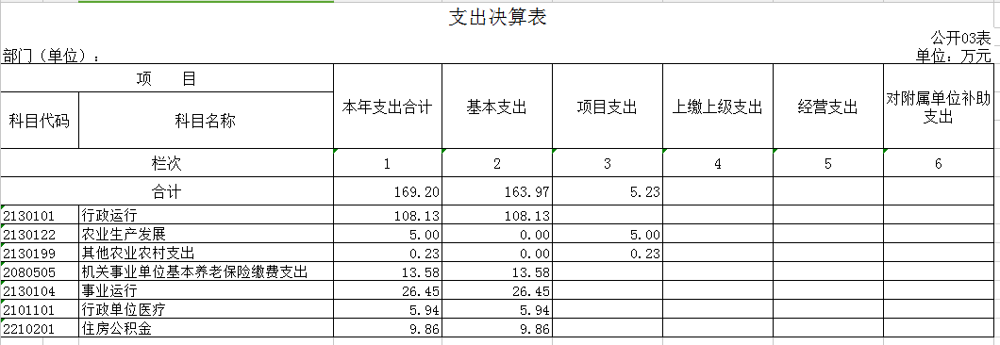 支出决算表
公开03表
部门（单位）： 单位：万元
项 目
科目代码 科目名称 本年支出合计 基本支出 项目支出 上缴上级支出 经营支出 对附属单位补助
支出
栏次 1 2 3 4 5 6
合计 169.20 163.97 5.23
2130101 行政运行 108.13 108.13
2130122 农业生产发展 5.00 0.00 5.00
2130199 其他农业农村支出 0.23 0.00 0.23
2080505 机关事业单位基本养老保险缴费支出 13.58 13.58
2130104 事业运行 26.45 26.45
2101101 行政单位医疗 5.94 5.94
2210201 住房公积金 9.86 9.86